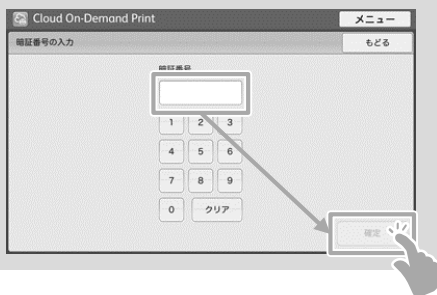 Cloud On-Demand Print
メニュー
暗証番号の入力
もどる
暗証番号
1 2 3
4 5 6
7 8 9
0 クリア
確定